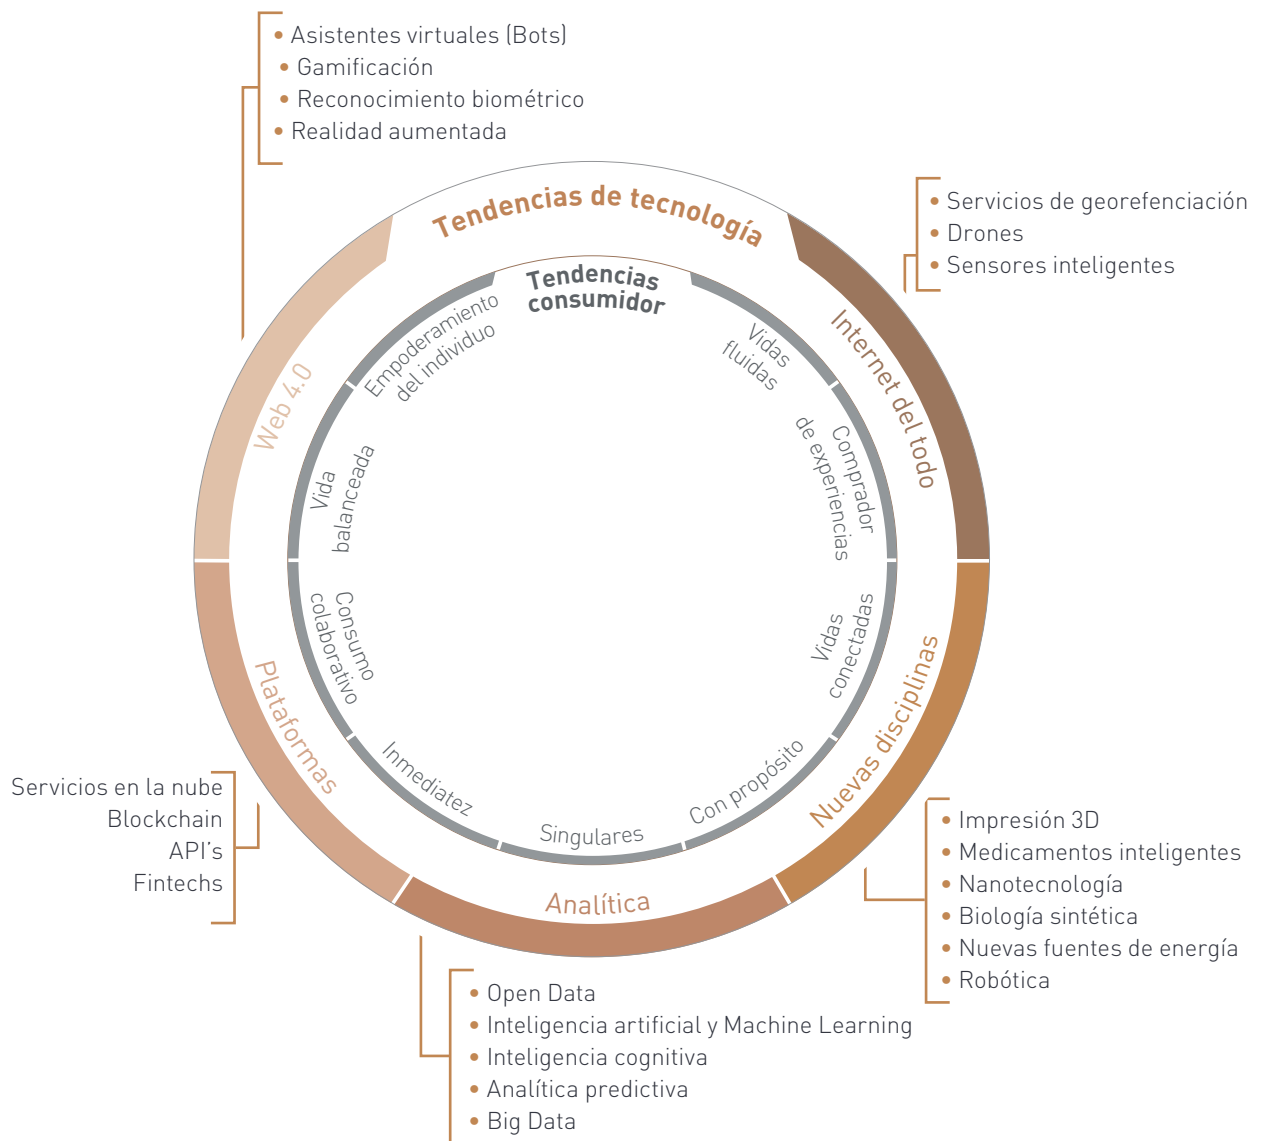 • Asistentes virtuales (Bots)
• Gamificación
• Reconocimiento biométrico
• Realidad aumentada
Tendencias de tecnología
• Servicios de georefenciación
• Drones
• Sensores inteligentes
Tendencias
consumidor
Web 4.0
Internet del todo
Nuevas disciplinas
Analítica
Plataformas
Empoderamiento
del individuo
Vidas
fluidas
Comprador
de experiencias
Vidas
conectadas
Con propósito
Singulares
Inmediatez
Consumo
colaborativo
Vida
balanceada
Servicios en la nube
Blockchain
API's
Fintechs
• Impresión 3D
• Medicamentos inteligentes
• Nanotecnología
• Biología sintética
• Nuevas fuentes de energía
• Robótica
• Open Data
• Inteligencia artificial y Machine Learning
• Inteligencia cognitiva
• Analítica predictiva
• Big Data